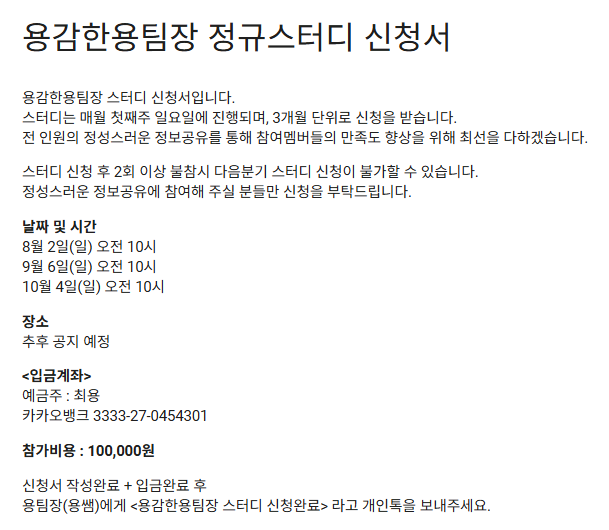 용감한용팀장 정규스터디 신청서
용감한용팀장 스터디 신청서입니다.
스터디는 매월 첫째주 일요일에 진행되며, 3개월 단위로 신청을 받습니다.
전 인원의 정성스러운 정보공유를 통해 참여멤버들의 만족도 향상을 위해 최선을 다하겠습니다.
스터디 신청 후 2회 이상 불참시 다음분기 스터디 신청이 불가할 수 있습니다.
정성스러운 정보공유에 참여해 주실 분들만 신청을 부탁드립니다.
날짜 및 시간
8월 2일(일) 오전 10시
9월 6일(일) 오전 10시
10월 4일(일) 오전 10시
장소
추후 공지 예정
<입금계좌>
예금주 : 최용
카카오뱅크 3333-27-0454301
참가비용 : 100,000원
신청서 작성완료 + 입금완료 후
용팀장(용쌤)에게 <용감한용팀장 스터디 신청완료> 라고 개인톡을 보내주세요.